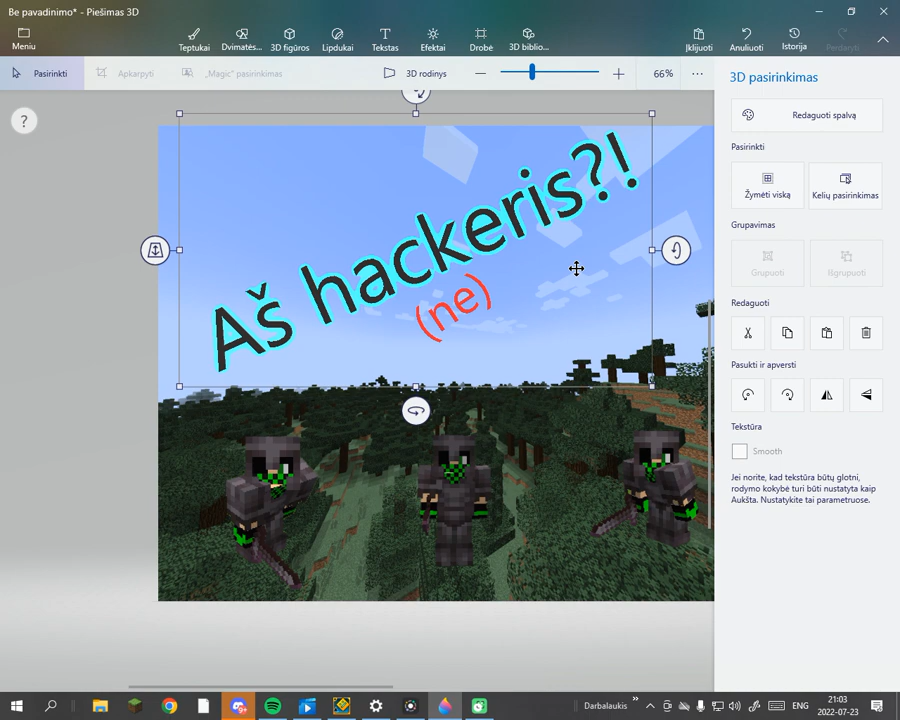 Be pavadinimo* - Piešimas 3D
Meniu
Teptukai
Dvimatės...
3D figūros
Lipdukai
Tekstas
Efektai
Drobė
3D biblio...
Įklijuoti
Anuliuoti
Istorija
Perdaryti
Pasirinkti
Apkarpyti
„Magic" pasirinkimas
3D rodinys
66%
3D pasirinkimas
Redaguoti spalvą
Pasirinkti
Žymėti viską
Kelių pasirinkimas
Grupavimas
Grupuoti
Išgrupuoti
Redaguoti
Pasukti ir apversti
Tekstūra
Smooth
Jei norite, kad tekstūra būtų glotni,
rodymo kokybė turi būti nustatyta kaip
Aukšta. Nustatykite tai parametruose.
?
Aš hackeris?!
(ne)
Darbalaukis
»
ENG
21:03
2022-07-23